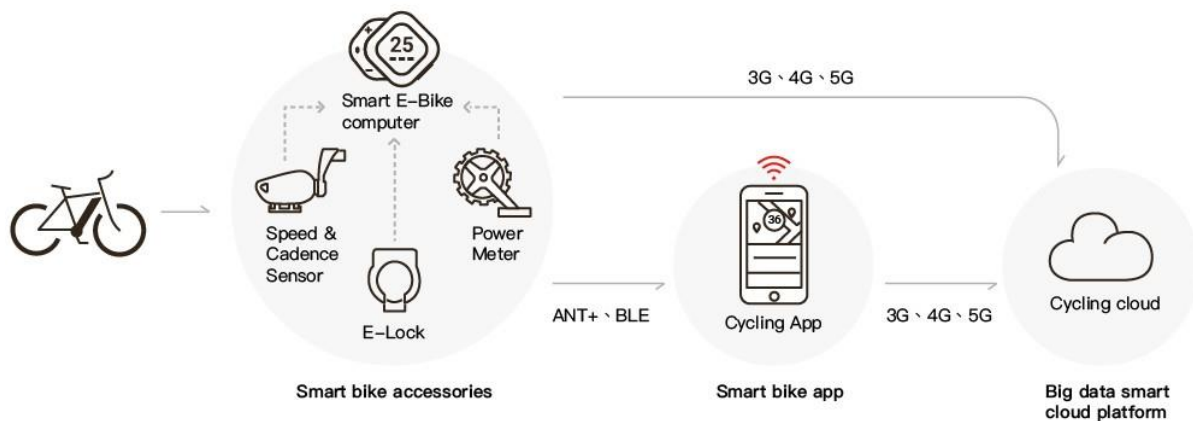 25
Smart E-Bike
computer
3G、4G、5G
Speed &
Cadence
Sensor
Power
Meter
E-Lock
ANT+、BLE
36
Cycling App
3G、4G、5G
Cycling cloud
Smart bike accessories
Smart bike app
Big data smart
cloud platform